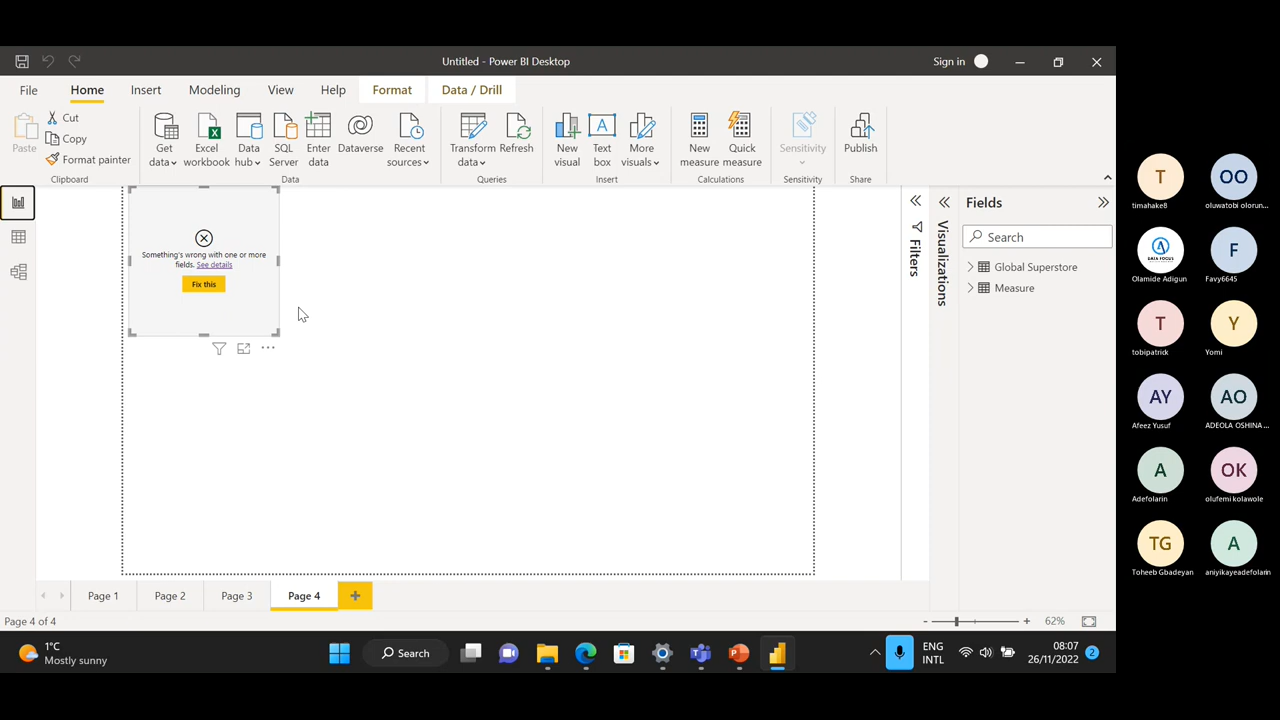 Untitled - Power BI Desktop
Sign in
File
Home
Insert
Modeling
View
Help
Format
Data / Drill
Paste
Cut
Copy
Format painter
Clipboard
Get data
Excel workbook
Data hub
SQL Server
Enter data
Dataverse
Recent sources
Data
Transform data
Refresh
Queries
New visual
Text box
More visuals
Insert
New measure
Quick measure
Calculations
Sensitivity
Sensitivity
Publish
Share
Something's wrong with one or more
fields. See details
Fix this
Filters
Visualizations
Fields
Search
Global Superstore
Measure
Page 1
Page 2
Page 3
Page 4
Page 4 of 4
62%
1°C
Mostly sunny
Search
ENG
INTL
08:07
26/11/2022
2
T
timahake8
OO
oluwatobi olorun...
DATA FOCUS
Olamide Adigun
F
Favy6645
T
tobipatrick
Y
Yomi
AY
Afeez Yusuf
AO
ADEOLA OSHINA ...
A
Adefolarin
OK
olufemi kolawole
TG
Toheeb Gbadeyan
A
aniyikayeadefolarin